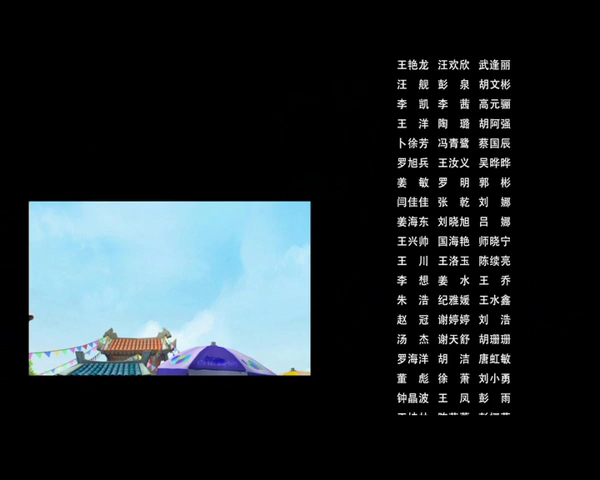 王艳龙 汪欢欣 武逢丽
汪舰 彭泉 胡文彬
李凯 李茜 高元骊
王洋 陶璐 胡阿强
卜徐芳 冯青鹭 蔡国辰
罗旭兵 王汝义 吴晔晔
姜敏 罗明 郭彬
闫佳佳 张乾 刘娜
姜海东 刘晓旭 吕娜
王兴帅 国海艳 师晓宁
王川 王洛玉 陈续亮
李想 姜水 王乔
朱浩 纪雅媛 王水鑫
赵冠 谢婷婷 刘浩
汤杰 谢天舒 胡珊珊
罗海洋 胡洁 唐虹敏
董彪 徐萧 刘小勇
钟晶波 王凤 彭雨